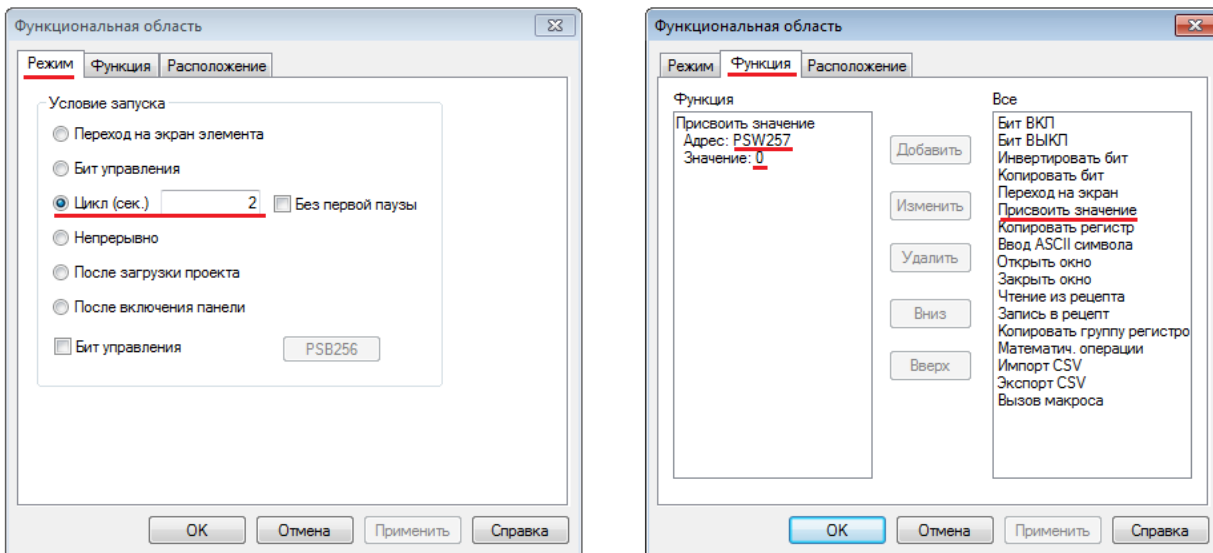 Функциональная область
Режим Функция Расположение
Условие запуска
Переход на экран элемента
Бит управления
Цикл (сек.) 2 Без первой паузы
Непрерывно
После загрузки проекта
После включения панели
Бит управления PSB256
OK Отмена Применить Справка
Функциональная область
Режим Функция Расположение
Функция
Присвоить значение
Адрес: PSW257
Значение: 0
Добавить
Изменить
Удалить
Вниз
Вверх
Все
Бит ВКЛ
Бит ВЫКЛ
Инвертировать бит
Копировать бит
Переход на экран
Присвоить значение
Копировать регистр
Ввод ASCII символа
Открыть окно
Закрыть окно
Чтение из рецепта
Запись в рецепт
Копировать группу регистро
Математич. операции
Импорт CSV
Экспорт CSV
Вызов макроса
OK Отмена Применить Справка